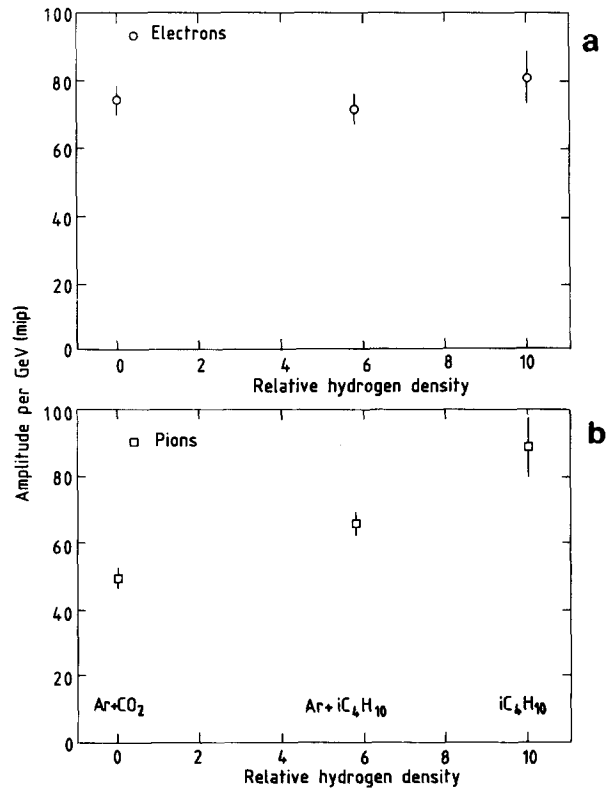 100
80
60
40
20
0
Electrons
a
0 2 4 6 8 10
Relative hydrogen density
Amplitude per GeV (mip)
100
80
60
40
20
0
Pions
b
Ar+CO₂ Ar+iC₄H₁₀ iC₄H₁₀
0 2 4 6 8 10
Relative hydrogen density